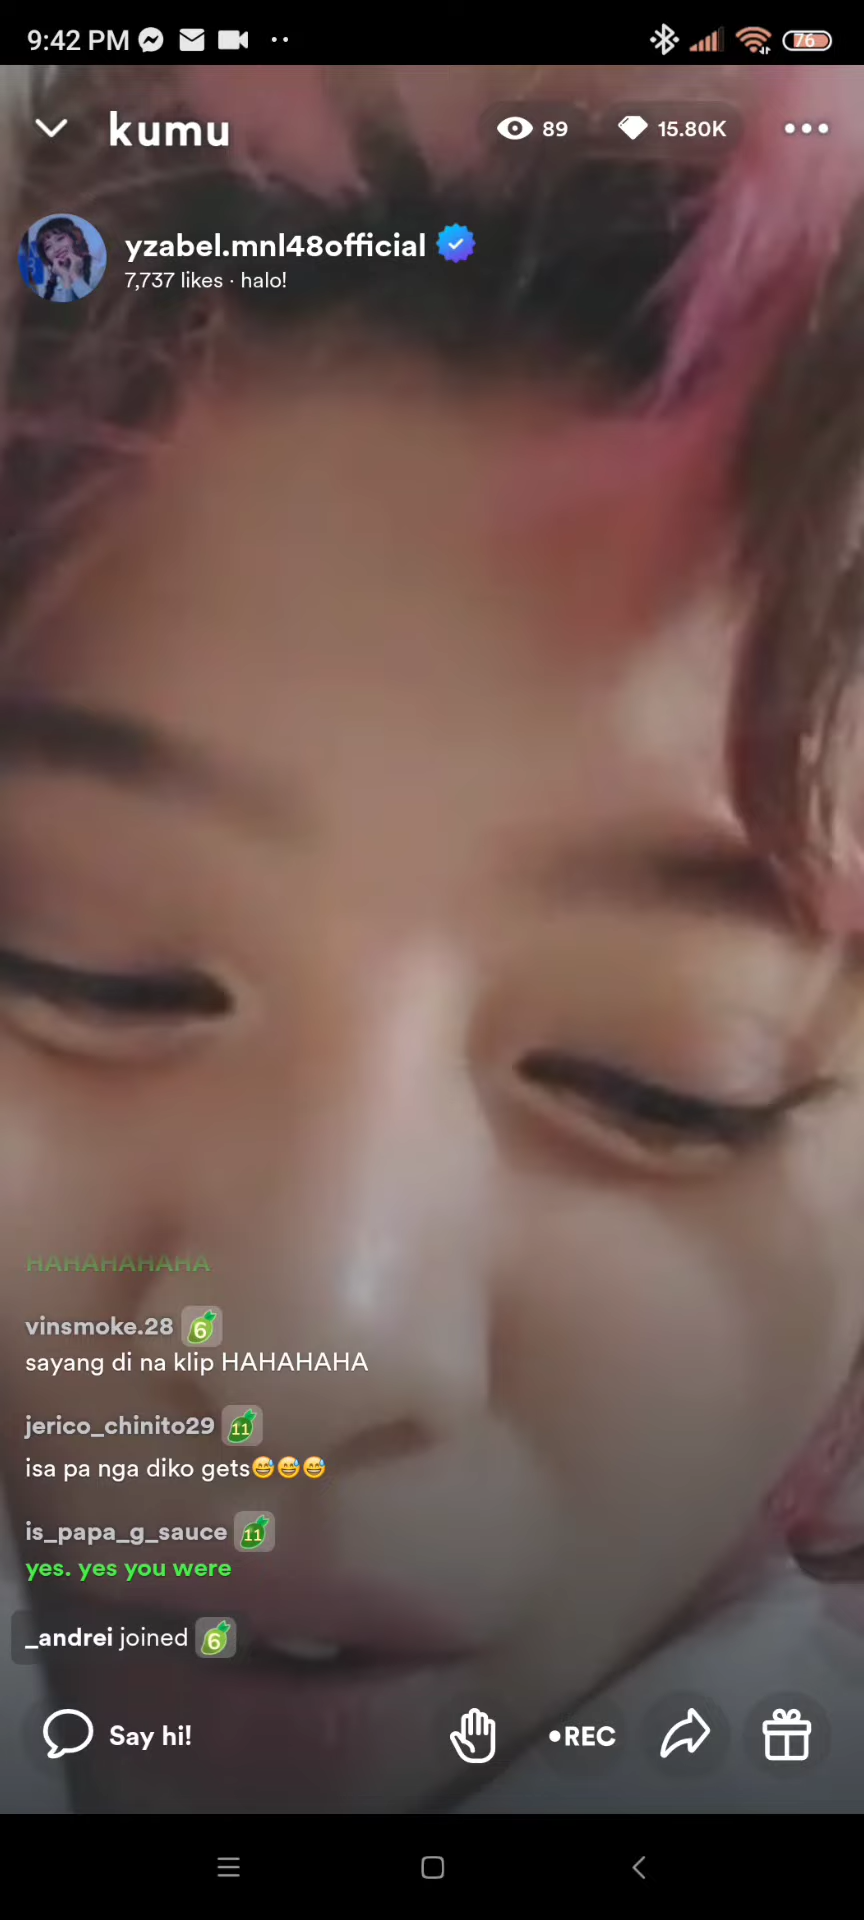 9:42 PM
76
kumu
89
15.80K
yzabel.mnl48official
7,737 likes · halo!
HAHAHAHAHA
vinsmoke.28 6
sayang di na klip HAHAHAHA
jerico_chinito29 11
isa pa nga diko gets😅😅😅
is_papa_g_sauce 11
yes. yes you were
_andrei joined 6
Say hi!
•REC